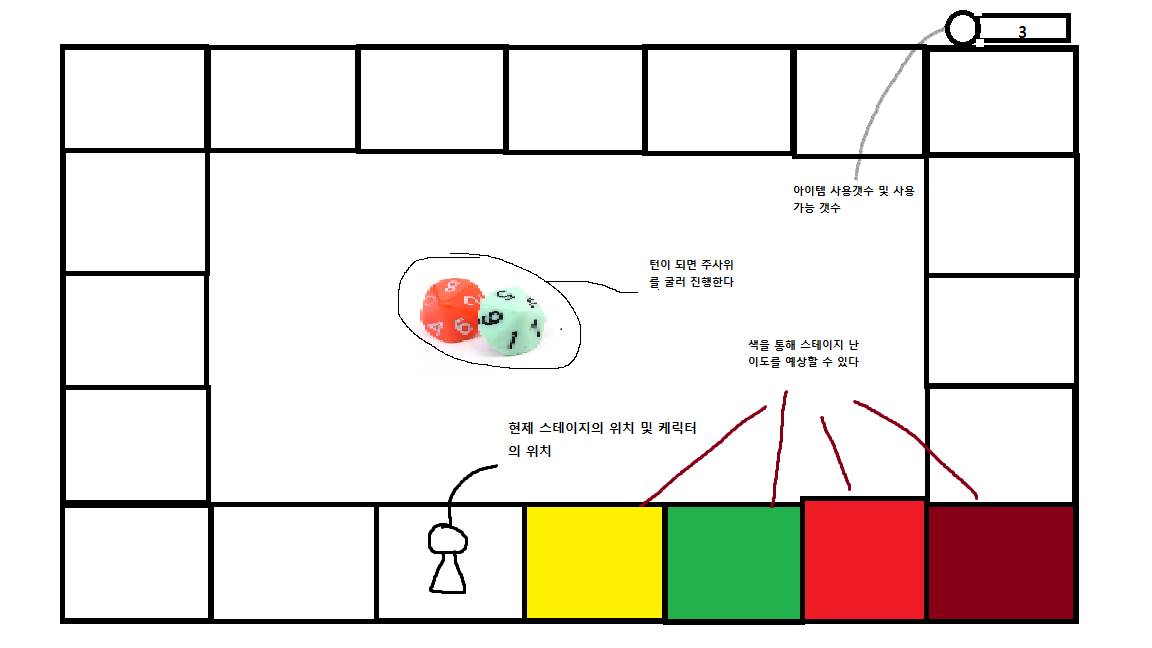 3
아이템 사용갯수 및 사용
가능 갯수
턴이 되면 주사위
를 굴러 진행한다
색을 통해 스테이지 난
이도를 예상할 수 있다
현제 스테이지의 위치 및 케릭터
의 위치